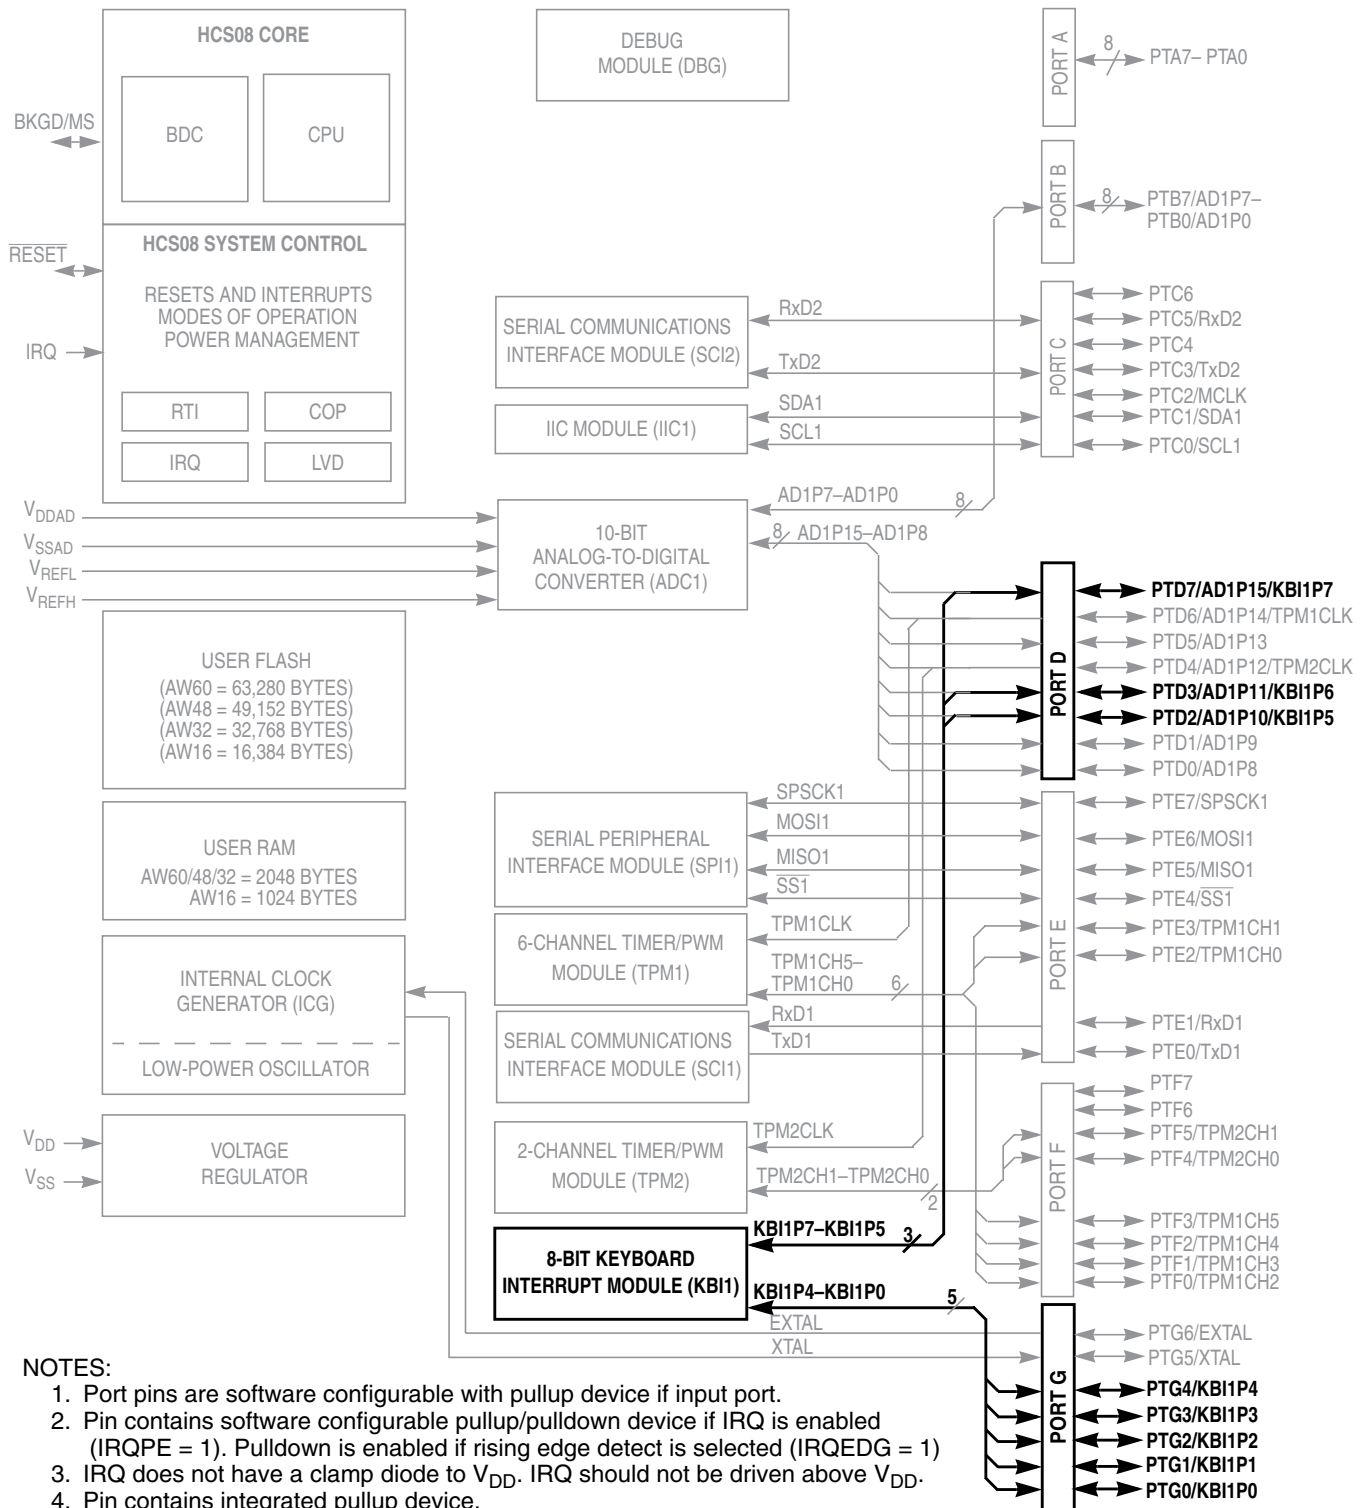 HCS08 CORE
BDC
CPU
BKGD/MS
HCS08 SYSTEM CONTROL
RESET
RESETS AND INTERRUPTS
MODES OF OPERATION
POWER MANAGEMENT
IRQ
RTI
COP
IRQ
LVD
VDDAD
VSSAD
VREFL
VREFH
USER FLASH
(AW60 = 63,280 BYTES)
(AW48 = 49,152 BYTES)
(AW32 = 32,768 BYTES)
(AW16 = 16,384 BYTES)
USER RAM
AW60/48/32 = 2048 BYTES
AW16 = 1024 BYTES
INTERNAL CLOCK
GENERATOR (ICG)
LOW-POWER OSCILLATOR
VDD
VSS
VOLTAGE
REGULATOR
DEBUG
MODULE (DBG)
SERIAL COMMUNICATIONS
INTERFACE MODULE (SCI2)
RxD2
TxD2
IIC MODULE (IIC1)
SDA1
SCL1
10-BIT
ANALOG-TO-DIGITAL
CONVERTER (ADC1)
AD1P7–AD1P0
8
8
AD1P15–AD1P8
SERIAL PERIPHERAL
INTERFACE MODULE (SPI1)
SPSCK1
MOSI1
MISO1
SS1
6-CHANNEL TIMER/PWM
MODULE (TPM1)
TPM1CLK
TPM1CH5–
TPM1CH0
6
SERIAL COMMUNICATIONS
INTERFACE MODULE (SCI1)
RxD1
TxD1
2-CHANNEL TIMER/PWM
MODULE (TPM2)
TPM2CLK
TPM2CH1–TPM2CH0
2
8-BIT KEYBOARD
INTERRUPT MODULE (KBI1)
KBI1P7–KBI1P5
3
KBI1P4–KBI1P0
5
EXTAL
XTAL
PORT A
8
PTA7– PTA0
PORT B
8
PTB7/AD1P7–
PTB0/AD1P0
PORT C
PTC6
PTC5/RxD2
PTC4
PTC3/TxD2
PTC2/MCLK
PTC1/SDA1
PTC0/SCL1
PORT D
PTD7/AD1P15/KBI1P7
PTD6/AD1P14/TPM1CLK
PTD5/AD1P13
PTD4/AD1P12/TPM2CLK
PTD3/AD1P11/KBI1P6
PTD2/AD1P10/KBI1P5
PTD1/AD1P9
PTD0/AD1P8
PORT E
PTE7/SPSCK1
PTE6/MOSI1
PTE5/MISO1
PTE4/SS1
PTE3/TPM1CH1
PTE2/TPM1CH0
PTE1/RxD1
PTE0/TxD1
PORT F
PTF7
PTF6
PTF5/TPM2CH1
PTF4/TPM2CH0
PTF3/TPM1CH5
PTF2/TPM1CH4
PTF1/TPM1CH3
PTF0/TPM1CH2
PORT G
PTG6/EXTAL
PTG5/XTAL
PTG4/KBI1P4
PTG3/KBI1P3
PTG2/KBI1P2
PTG1/KBI1P1
PTG0/KBI1P0
NOTES:
1. Port pins are software configurable with pullup device if input port.
2. Pin contains software configurable pullup/pulldown device if IRQ is enabled
(IRQPE = 1). Pulldown is enabled if rising edge detect is selected (IRQEDG = 1)
3. IRQ does not have a clamp diode to VDD. IRQ should not be driven above VDD.
4. Pin contains integrated pullup device.